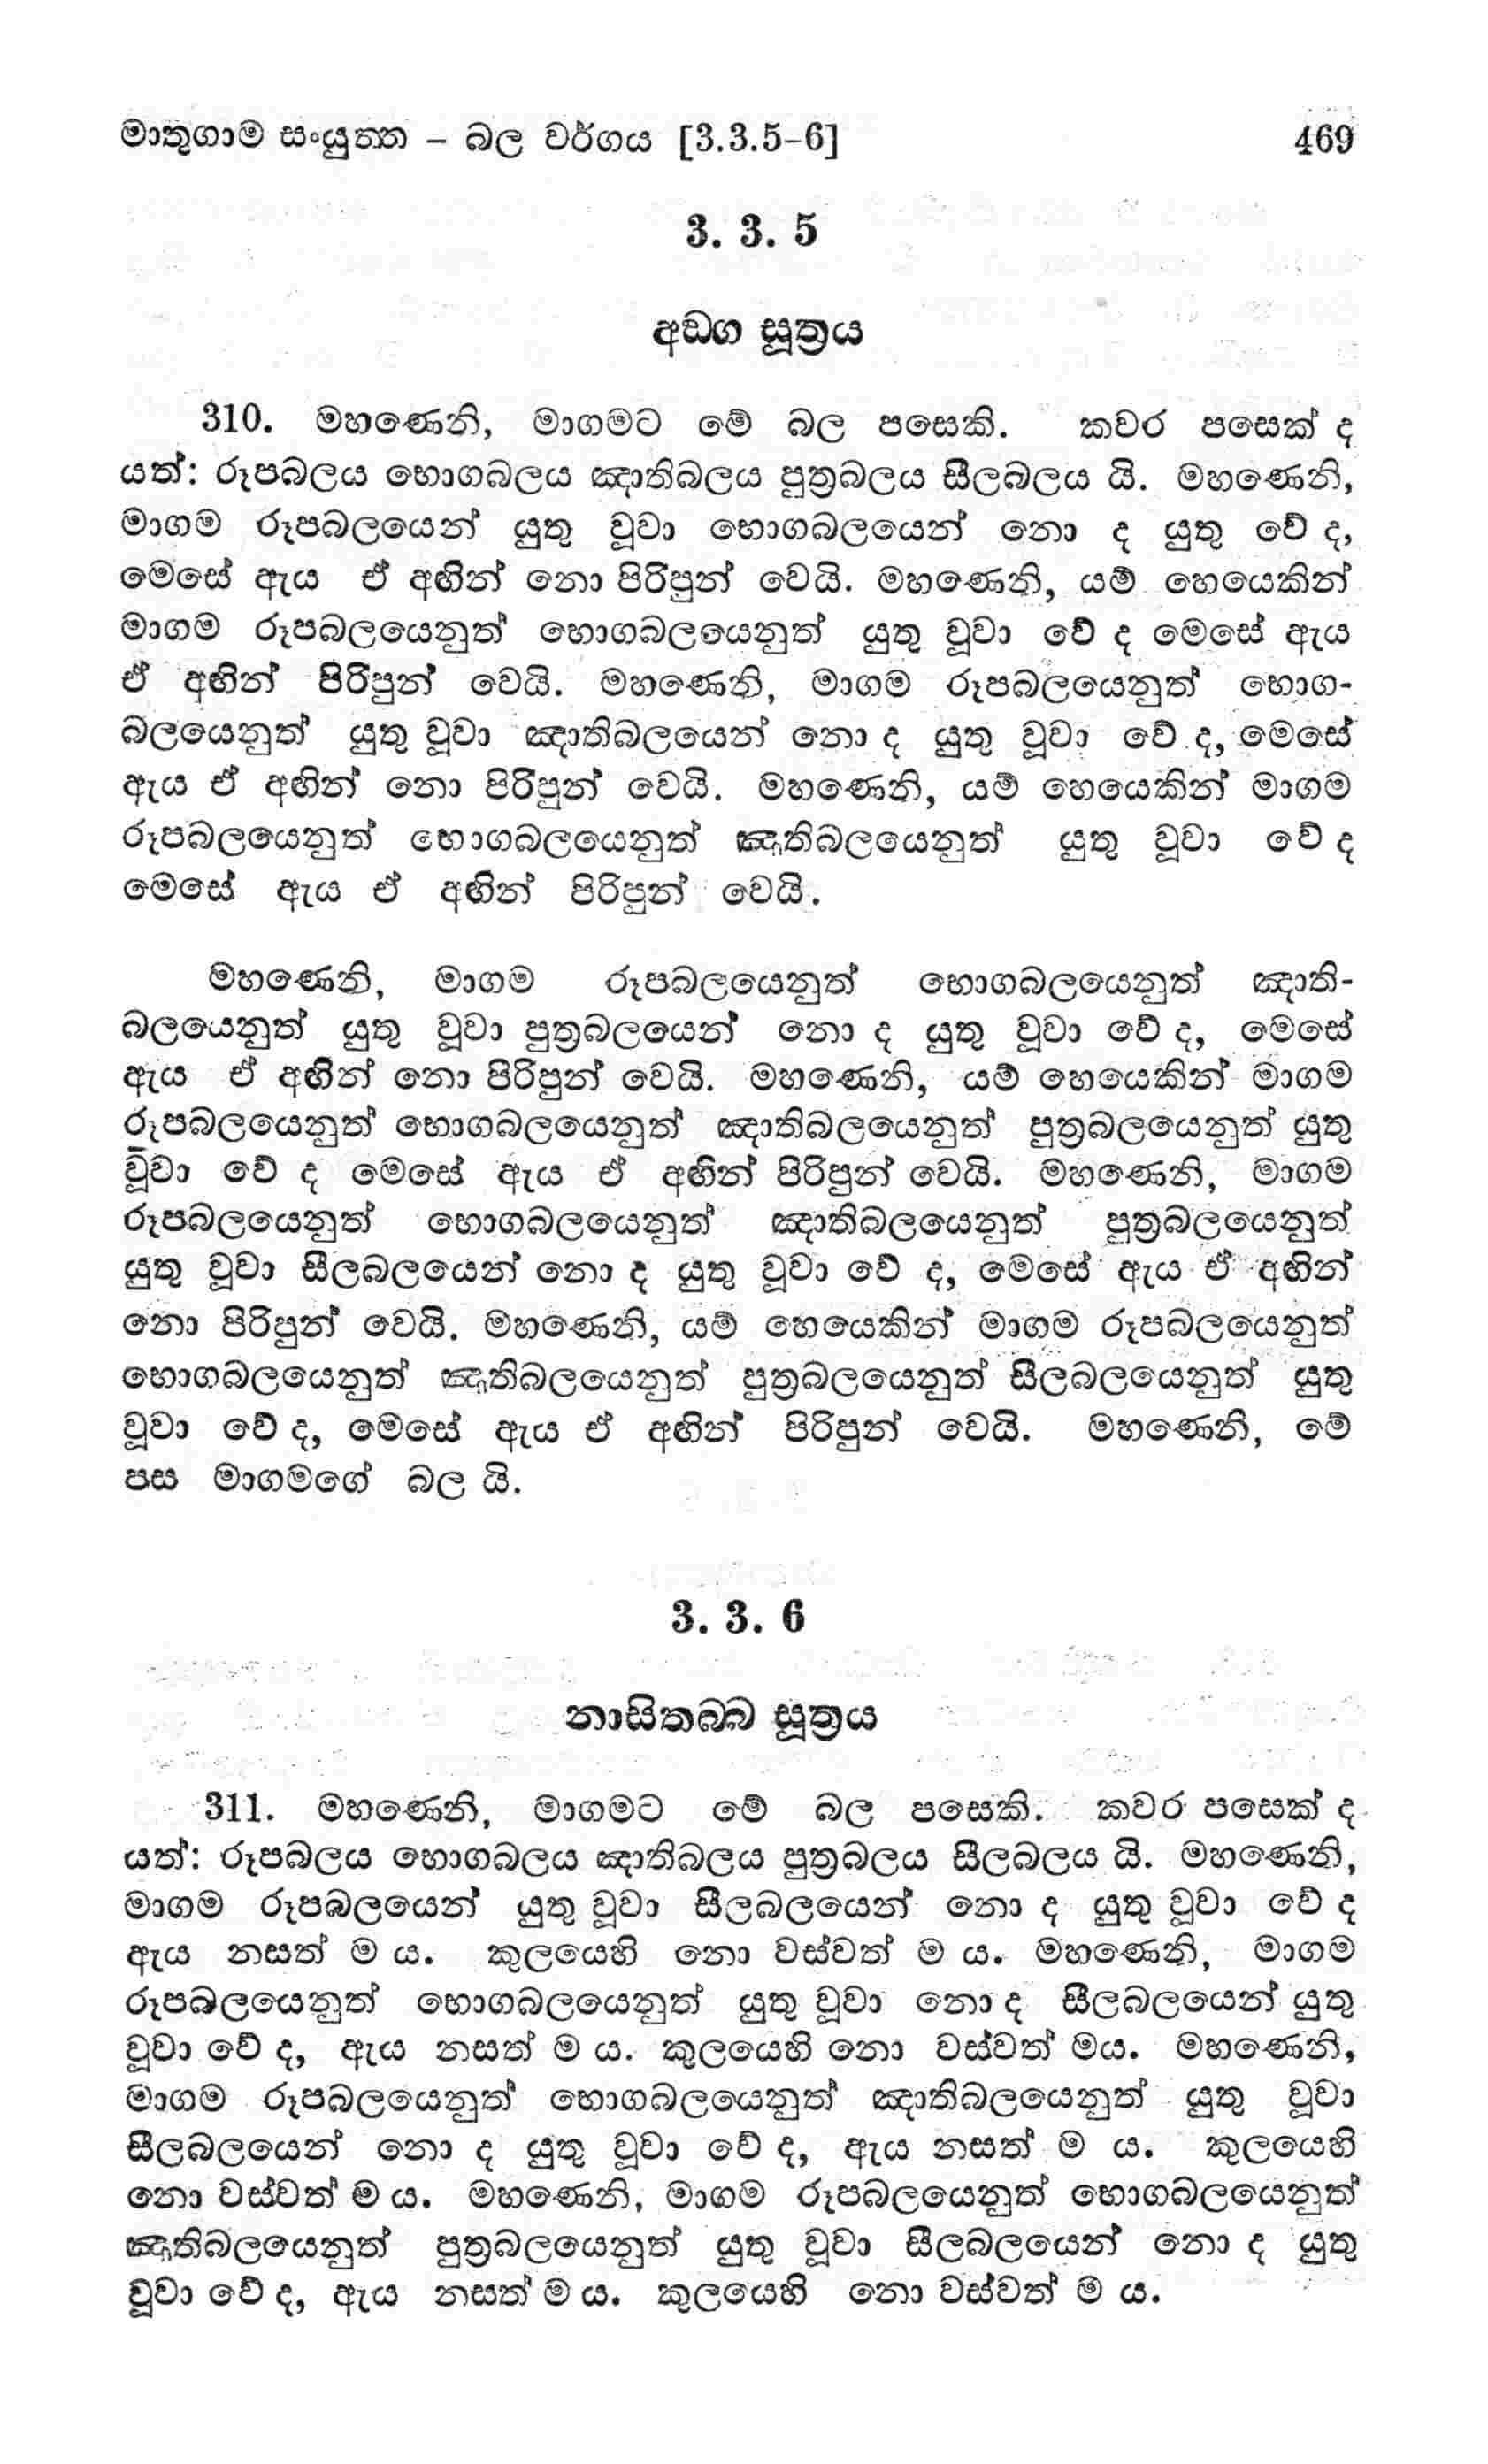 මාතුගාම සංයුත්ත – බල වර්ගය [3.3.5-6] 469
3. 3. 5
අඞ්ග සූත්‍රය
310. මහණෙනි, මාගමට මේ බල පසෙකි. කවර පසෙක් ද
යත්: රූපබලය භොගබලය ඤාතිබලය පුත්‍රබලය සීලබලය යි. මහණෙනි,
මාගම රූපබලයෙන් යුතු වූවා භොගබලයෙන් නො ද යුතු වේ ද,
මෙසේ ඇය ඒ අඟින් නො පිරිපුන් වෙයි. මහණෙනි, යම් හෙයෙකින්
මාගම රූපබලයෙනුත් භොගබලයෙනුත් යුතු වූවා වේ ද මෙසේ ඇය
ඒ අඟින් පිරිපුන් වෙයි. මහණෙනි, මාගම රූපබලයෙනුත් භොග-
බලයෙනුත් යුතු වූවා ඤාතිබලයෙන් නො ද යුතු වූවා වේ ද, මෙසේ
ඇය ඒ අඟින් නො පිරිපුන් වෙයි. මහණෙනි, යම් හෙයෙකින් මාගම
රූපබලයෙනුත් භොගබලයෙනුත් ඤාතිබලයෙනුත් යුතු වූවා වේ ද
මෙසේ ඇය ඒ අඟින් පිරිපුන් වෙයි.
මහණෙනි, මාගම රූපබලයෙනුත් භොගබලයෙනුත් ඤාති-
බලයෙනුත් යුතු වූවා පුත්‍රබලයෙන් නො ද යුතු වූවා වේ ද, මෙසේ
ඇය ඒ අඟින් නො පිරිපුන් වෙයි. මහණෙනි, යම් හෙයෙකින් මාගම
රූපබලයෙනුත් භොගබලයෙනුත් ඤාතිබලයෙනුත් පුත්‍රබලයෙනුත් යුතු
වූවා වේ ද මෙසේ ඇය ඒ අඟින් පිරිපුන් වෙයි. මහණෙනි, මාගම
රූපබලයෙනුත් භොගබලයෙනුත් ඤාතිබලයෙනුත් පුත්‍රබලයෙනුත්
යුතු වූවා සීලබලයෙන් නො ද යුතු වූවා වේ ද, මෙසේ ඇය ඒ අඟින්
නො පිරිපුන් වෙයි. මහණෙනි, යම් හෙයෙකින් මාගම රූපබලයෙනුත්
භොගබලයෙනුත් ඤාතිබලයෙනුත් පුත්‍රබලයෙනුත් සීලබලයෙනුත් යුතු
වූවා වේ ද, මෙසේ ඇය ඒ අඟින් පිරිපුන් වෙයි. මහණෙනි, මේ
පස මාගමගේ බල යි.
3. 3. 6
නාසිතබ්බ සූත්‍රය
311. මහණෙනි, මාගමට මේ බල පසෙකි. කවර පසෙක් ද
යත්: රූපබලය භොගබලය ඤාතිබලය පුත්‍රබලය සීලබලය යි. මහණෙනි,
මාගම රූපබලයෙන් යුතු වූවා සීලබලයෙන් නො ද යුතු වූවා වේ ද
ඇය නසත් ම ය. කුලයෙහි නො වස්වත් ම ය. මහණෙනි, මාගම
රූපබලයෙනුත් භොගබලයෙනුත් යුතු වූවා නො ද සීලබලයෙන් යුතු
වූවා වේ ද, ඇය නසත් ම ය. කුලයෙහි නො වස්වත් මය. මහණෙනි,
මාගම රූපබලයෙනුත් භොගබලයෙනුත් ඤාතිබලයෙනුත් යුතු වූවා
සීලබලයෙන් නො ද යුතු වූවා වේ ද, ඇය නසත් ම ය. කුලයෙහි
නො වස්වත් ම ය. මහණෙනි, මාගම රූපබලයෙනුත් භොගබලයෙනුත්
ඤාතිබලයෙනුත් පුත්‍රබලයෙනුත් යුතු වූවා සීලබලයෙන් නො ද යුතු
වූවා වේ ද, ඇය නසත් ම ය. කුලයෙහි නො වස්වත් ම ය.